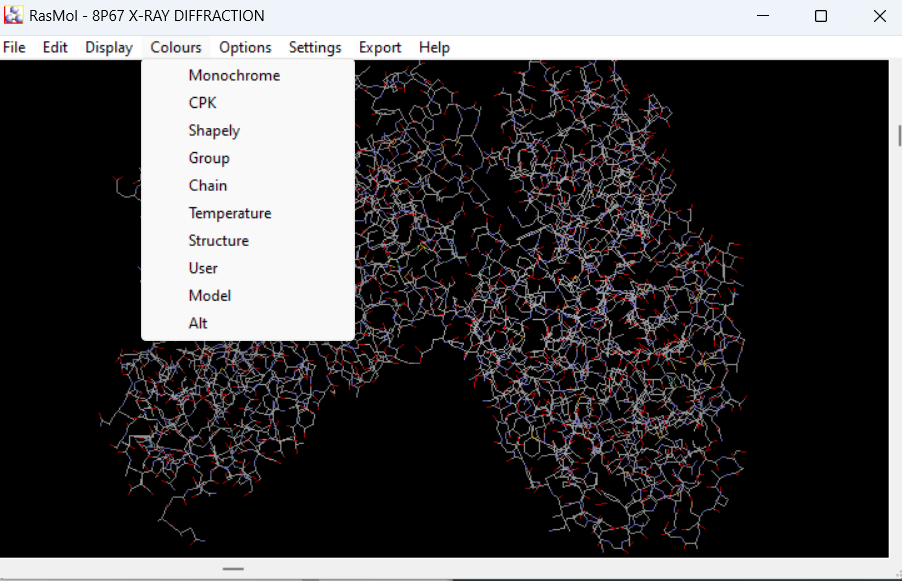 RasMol - 8P67 X-RAY DIFFRACTION
File Edit Display Colours Options Settings Export Help
Monochrome
CPK
Shapely
Group
Chain
Temperature
Structure
User
Model
Alt